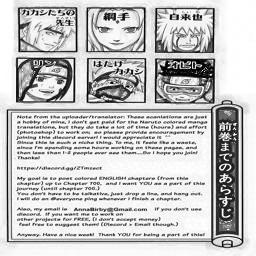 カカシたちの
先生
綱手
自来也
はたけ
カカシ
Note from the uploader/translator: These scanlations are just
a hobby of mine, I don't get paid for the Naruto colored manga
translations, but they do take a lot of time (hours) and effort
(photoshop) to work on, so please provide encouragement by
joining this discord server! I would appreciate it
Since this is such a niche thing, to me, it feels like a waste,
since I'm spending some hours working on these pages, and
then less than 1-2 people ever see them....So I hope you join!
Thanks!
https://discord.gg/ZTmsect
My goal is to post colored ENGLISH chapters (from this
chapter) up to Chapter 700, and I want YOU as a part of this
journey (until chapter 700.)
You don't have to be talkative, just drop a line, and hang out.
I will do an @everyone ping whenever I finish a chapter.
Also, my email is AnnaBirby@Gmail.com if you don't use
discord. If you want me to work on
other projects for FREE, (I don't accept money)
feel free to suggest them! (Discord > Email though.)
Anyway. Have a nice week! Thank YOU for being a part of this!
前巻までのあらすじ